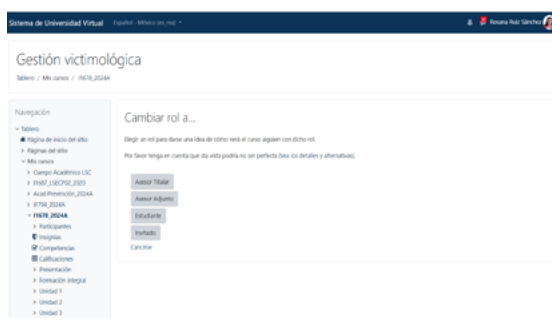 Sistema de Universidad Virtual
Español - México (es_mx)
Rosana Ruiz Sánchez
Gestión victimológica
Tablero / Mis cursos / I1678_2024A
Navegación
Tablero
Página de inicio del sitio
Páginas del sitio
Mis cursos
Campo Académico LSC
Acad Prevención_2024A
I1678_2024A
Participantes
Insignias
Competencias
Calificaciones
Presentación
Formación integral
Unidad 1
Unidad 2
Unidad 3
Cambiar rol a...
Elegir un rol para darse una idea de cómo verá el curso alguien con dicho rol.
Por favor tenga en cuenta que día vista podría no ser perfecta (vea los detalles y alternativas).
Asesor Titular
Asesor Adjunto
Estudiante
Invitado
Cancelar